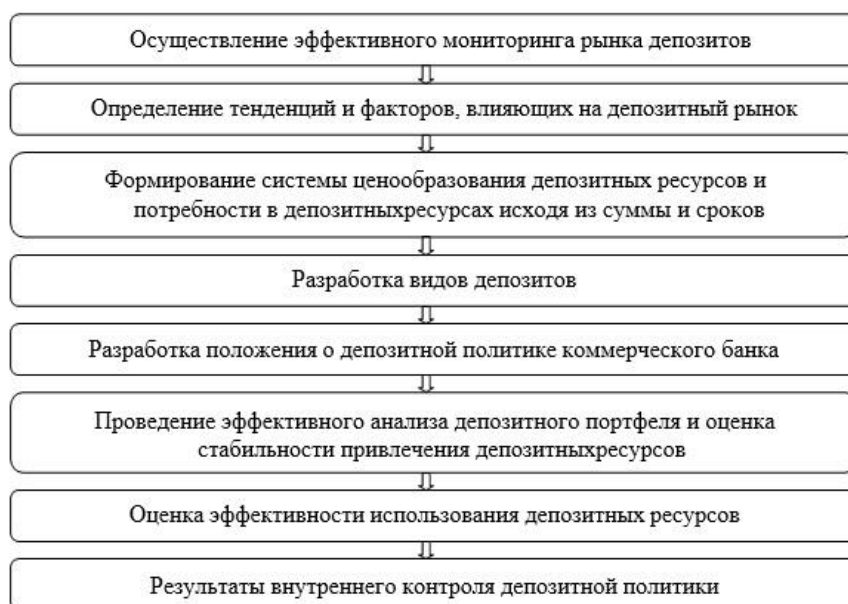 Осуществление эффективного мониторинга рынка депозитов
Определение тенденций и факторов, влияющих на депозитный рынок
Формирование системы ценообразования депозитных ресурсов и
потребности в депозитныхресурсах исходя из суммы и сроков
Разработка видов депозитов
Разработка положения о депозитной политике коммерческого банка
Проведение эффективного анализа депозитного портфеля и оценка
стабильности привлечения депозитныхресурсов
Оценка эффективности использования депозитных ресурсов
Результаты внутреннего контроля депозитной политики